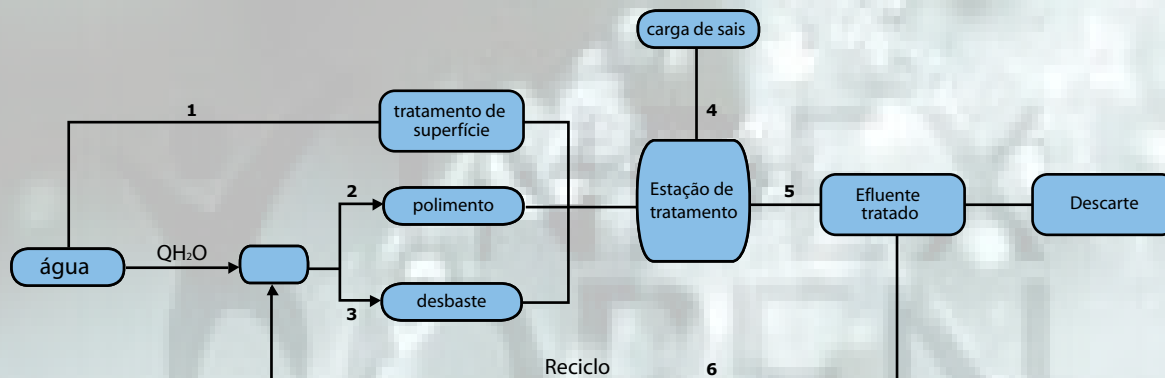 carga de sais
1
tratamento de
superfície
4
2
polimento
Estação de
tratamento
5
Efluente
tratado
Descarte
água
QH₂O
3
desbaste
Reciclo
6